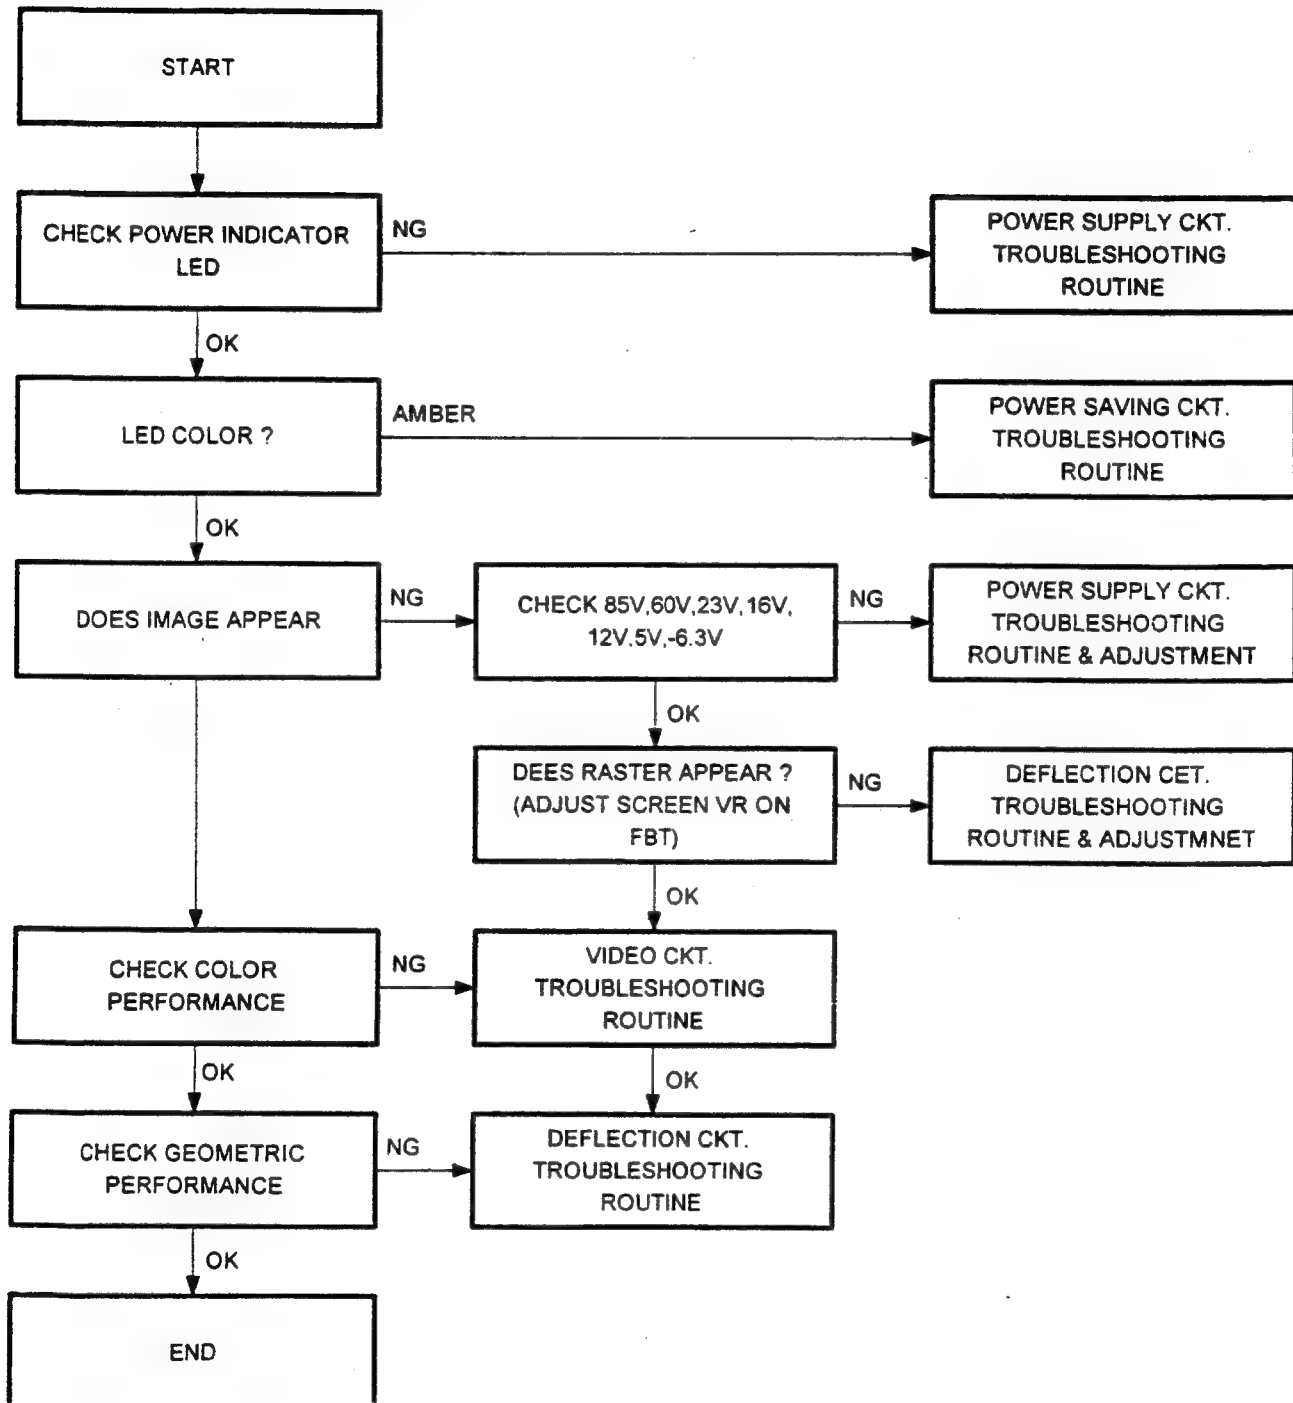 START
CHECK POWER INDICATOR
LED
NG
POWER SUPPLY CKT.
TROUBLESHOOTING
ROUTINE
OK
LED COLOR ?
AMBER
POWER SAVING CKT.
TROUBLESHOOTING
ROUTINE
OK
DOES IMAGE APPEAR
NG
CHECK 85V,60V,23V,16V,
12V,5V,-6.3V
NG
POWER SUPPLY CKT.
TROUBLESHOOTING
ROUTINE & ADJUSTMENT
OK
DEES RASTER APPEAR ?
(ADJUST SCREEN VR ON
FBT)
NG
DEFLECTION CET.
TROUBLESHOOTING
ROUTINE & ADJUSTMNET
OK
CHECK COLOR
PERFORMANCE
NG
VIDEO CKT.
TROUBLESHOOTING
ROUTINE
OK
OK
CHECK GEOMETRIC
PERFORMANCE
NG
DEFLECTION CKT.
TROUBLESHOOTING
ROUTINE
OK
END